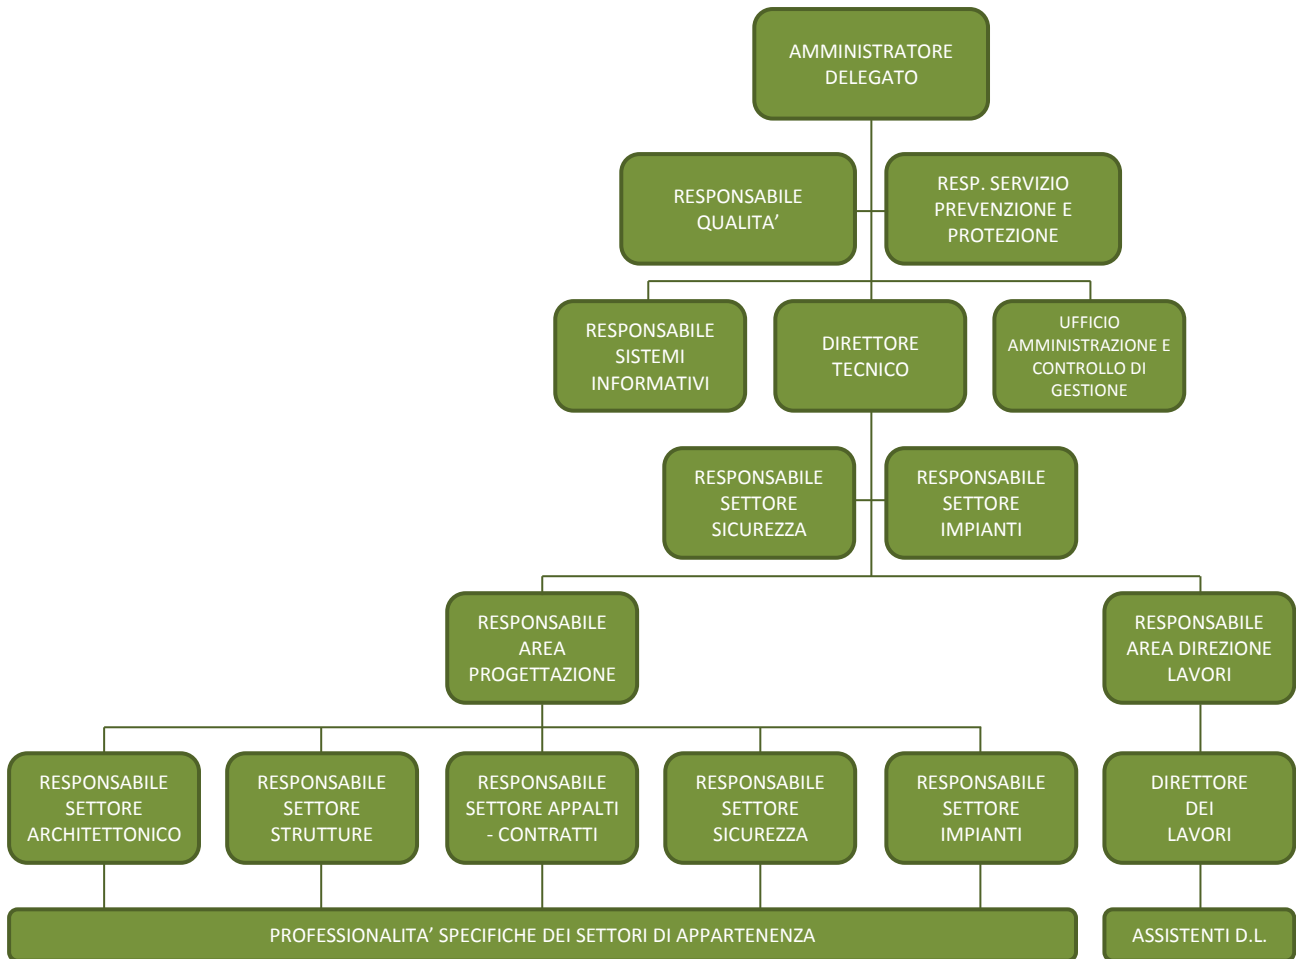 AMMINISTRATORE
DELEGATO
RESPONSABILE
QUALITA’
RESP. SERVIZIO
PREVENZIONE E
PROTEZIONE
RESPONSABILE
SISTEMI
INFORMATIVI
DIRETTORE
TECNICO
UFFICIO
AMMINISTRAZIONE E
CONTROLLO DI
GESTIONE
RESPONSABILE
SETTORE
SICUREZZA
RESPONSABILE
SETTORE
IMPIANTI
RESPONSABILE
AREA
PROGETTAZIONE
RESPONSABILE
AREA DIREZIONE
LAVORI
RESPONSABILE
SETTORE
ARCHITETTONICO
RESPONSABILE
SETTORE
STRUTTURE
RESPONSABILE
SETTORE APPALTI
- CONTRATTI
RESPONSABILE
SETTORE
SICUREZZA
RESPONSABILE
SETTORE
IMPIANTI
DIRETTORE
DEI
LAVORI
PROFESSIONALITA’ SPECIFICHE DEI SETTORI DI APPARTENENZA
ASSISTENTI D.L.